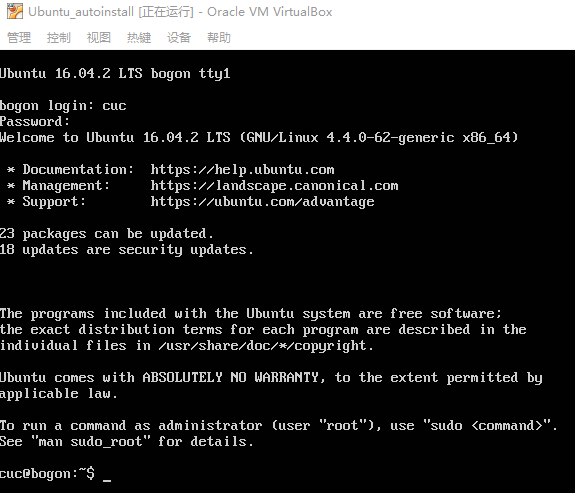 Ubuntu_autoinstall [正在运行] - Oracle VM VirtualBox
管理 控制 视图 热键 设备 帮助
Ubuntu 16.04.2 LTS bogon tty1
bogon login: cuc
Password:
Welcome to Ubuntu 16.04.2 LTS (GNU/Linux 4.4.0-62-generic x86_64)
* Documentation: https://help.ubuntu.com
* Management: https://landscape.canonical.com
* Support: https://ubuntu.com/advantage
23 packages can be updated.
18 updates are security updates.
The programs included with the Ubuntu system are free software;
the exact distribution terms for each program are described in the
individual files in /usr/share/doc/*/copyright.
Ubuntu comes with ABSOLUTELY NO WARRANTY, to the extent permitted by
applicable law.
To run a command as administrator (user "root"), use "sudo <command>".
See "man sudo_root" for details.
cuc@bogon:~$ _